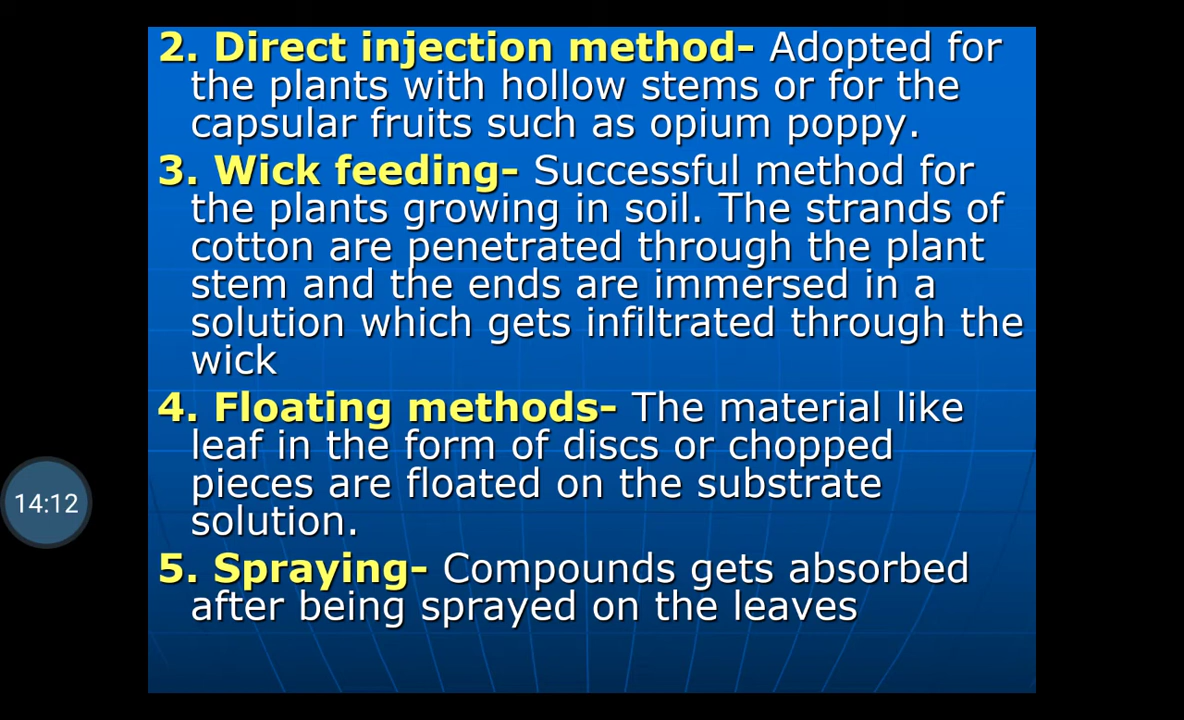 2. Direct injection method- Adopted for
the plants with hollow stems or for the
capsular fruits such as opium poppy.
3. Wick feeding- Successful method for
the plants growing in soil. The strands of
cotton are penetrated through the plant
stem and the ends are immersed in a
solution which gets infiltrated through the
wick
4. Floating methods- The material like
leaf in the form of discs or chopped
pieces are floated on the substrate
solution.
5. Spraying- Compounds gets absorbed
after being sprayed on the leaves
14:12